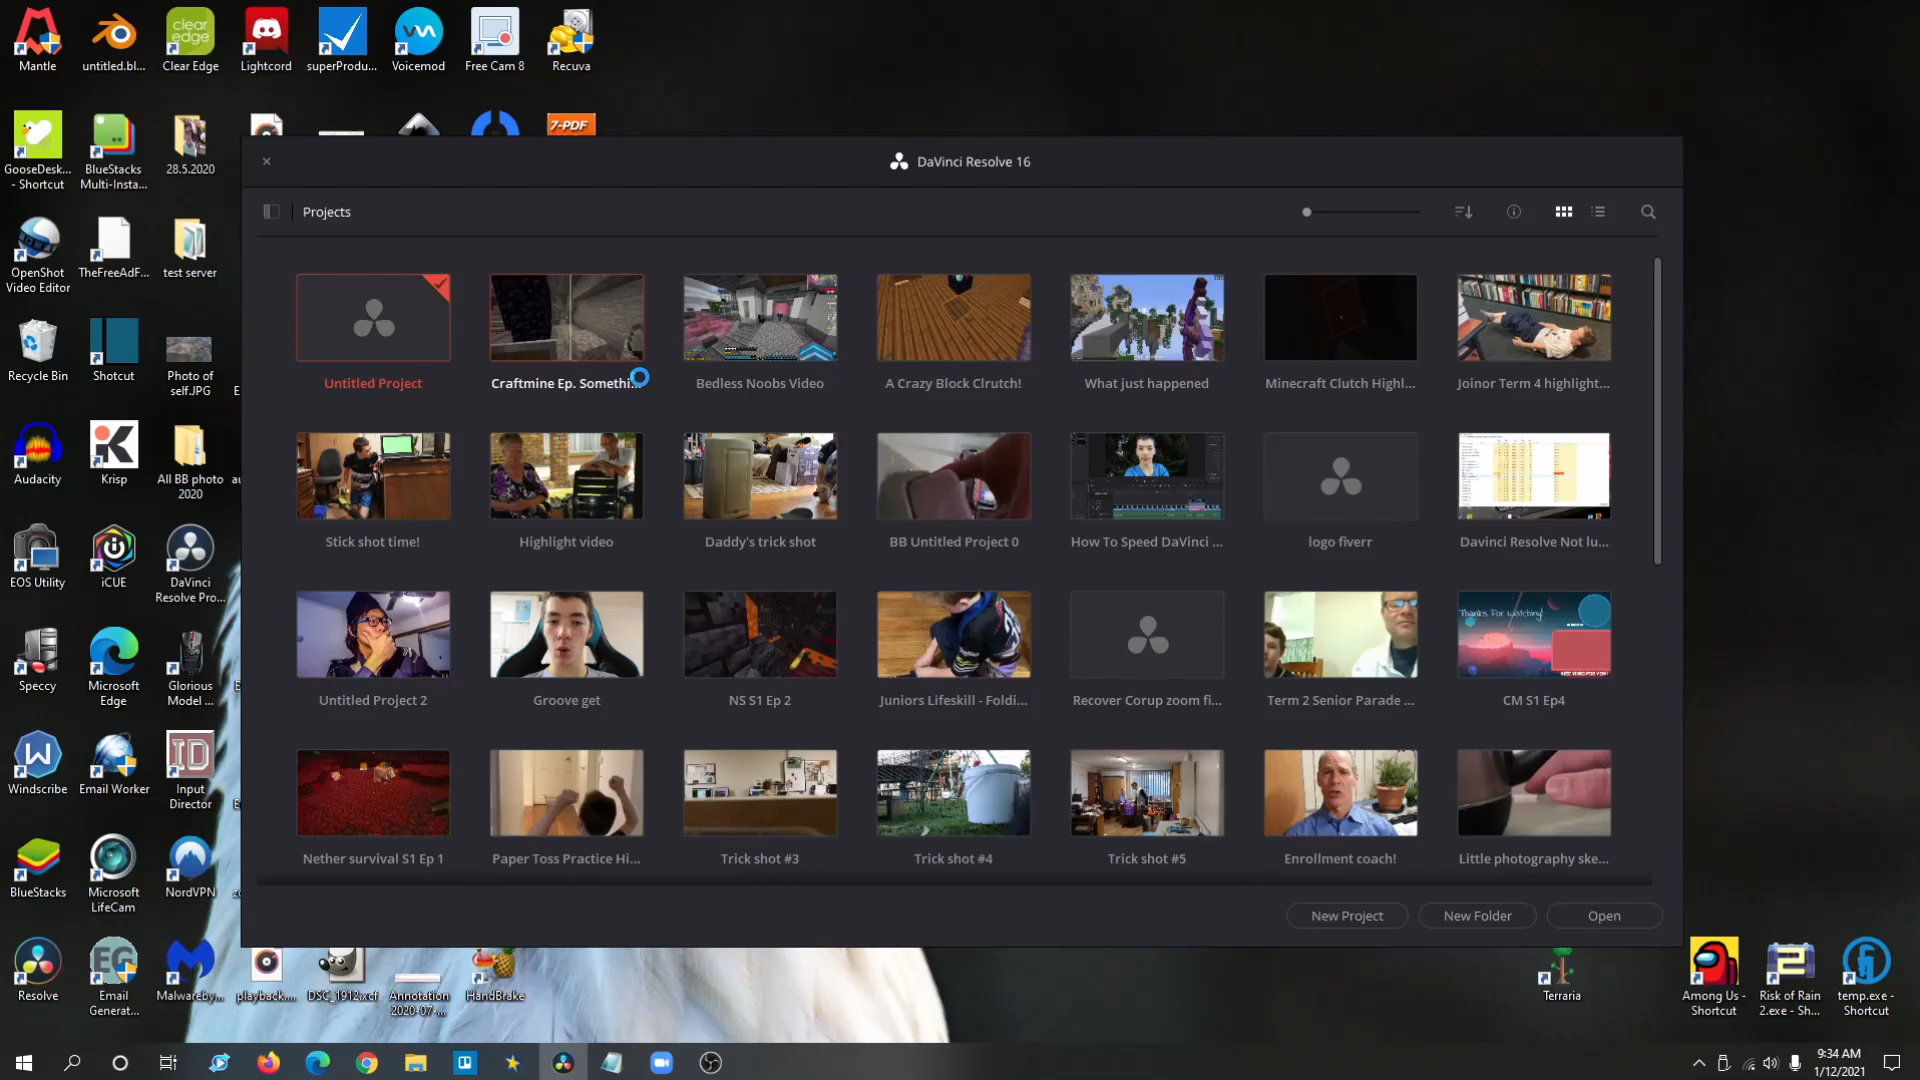 Mantle
untitled.bl...
Clear Edge
Lightcord
superProdu...
Voicemod
Free Cam 8
Recuva
clear
edge
7-PDF
GooseDesk...
- Shortcut
BlueStacks
Multi-Insta...
28.5.2020
DaVinci Resolve 16
Projects
OpenShot
Video Editor
TheFreeAdF...
test server
Untitled Project
Craftmine Ep. Somethi...
Bedless Noobs Video
A Crazy Block Clrutch!
What just happened
Minecraft Clutch Highl...
Joinor Term 4 highlight...
Recycle Bin
Shotcut
Photo of
self.JPG
E
Audacity
Krisp
All BB photo
2020
au
Stick shot time!
Highlight video
Daddy's trick shot
BB Untitled Project 0
How To Speed DaVinci ...
logo fiverr
Davinci Resolve Not lu...
EOS Utility
iCUE
DaVinci
Resolve Pro...
Thanks For watching!
Speccy
Microsoft
Edge
Glorious
Model ...
Untitled Project 2
Groove get
NS S1 Ep 2
Juniors Lifeskill - Foldi...
Recover Corup zoom fi...
Term 2 Senior Parade ...
CM S1 Ep4
Windscribe
Email Worker
ID
Input
Director
Nether survival S1 Ep 1
Paper Toss Practice Hi...
Trick shot #3
Trick shot #4
Trick shot #5
Enrollment coach!
Little photography ske...
BlueStacks
Microsoft
LifeCam
NordVPN
New Project
New Folder
Open
EG
Resolve
Email
Generat...
Malwareby...
playback....
DSC_1912.xcf
Annotation
2020-07-...
HandBrake
Terraria
Among Us -
Shortcut
Risk of Rain
2.exe - Sh...
temp.exe -
Shortcut
9:34 AM
1/12/2021